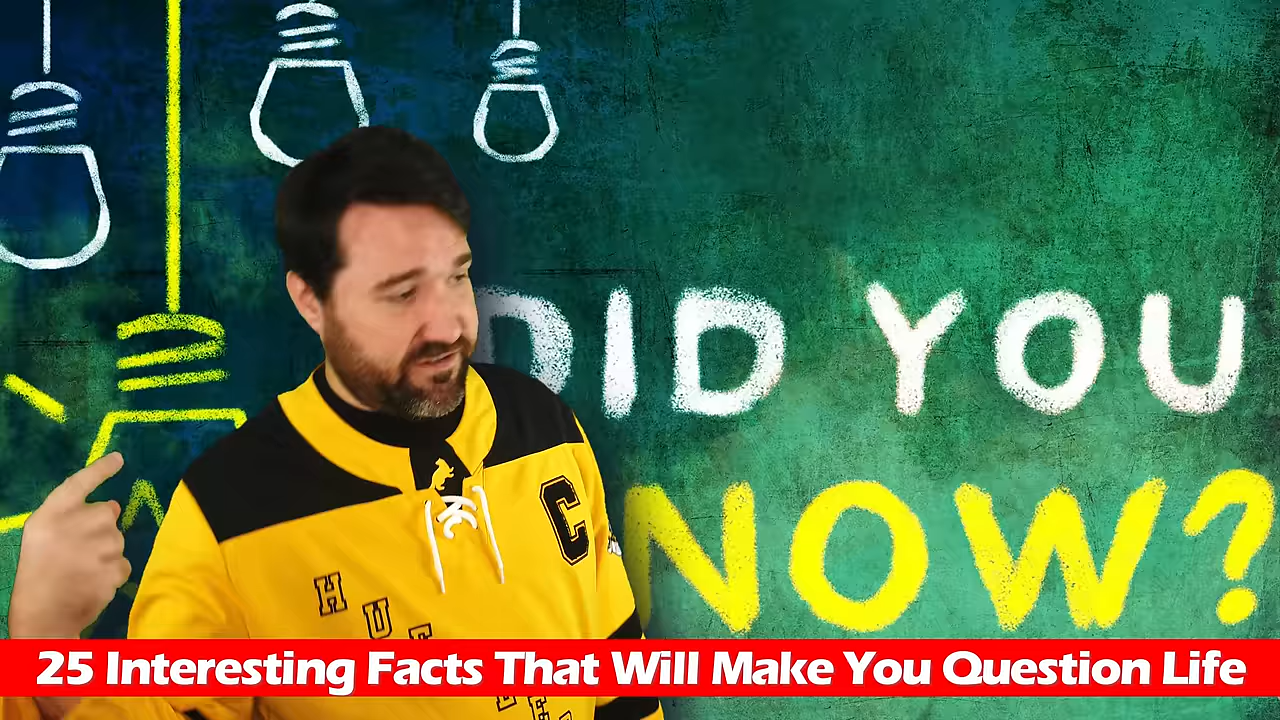 DID YOU
NOW?
C
H
U
25 Interesting Facts That Will Make You Question Life